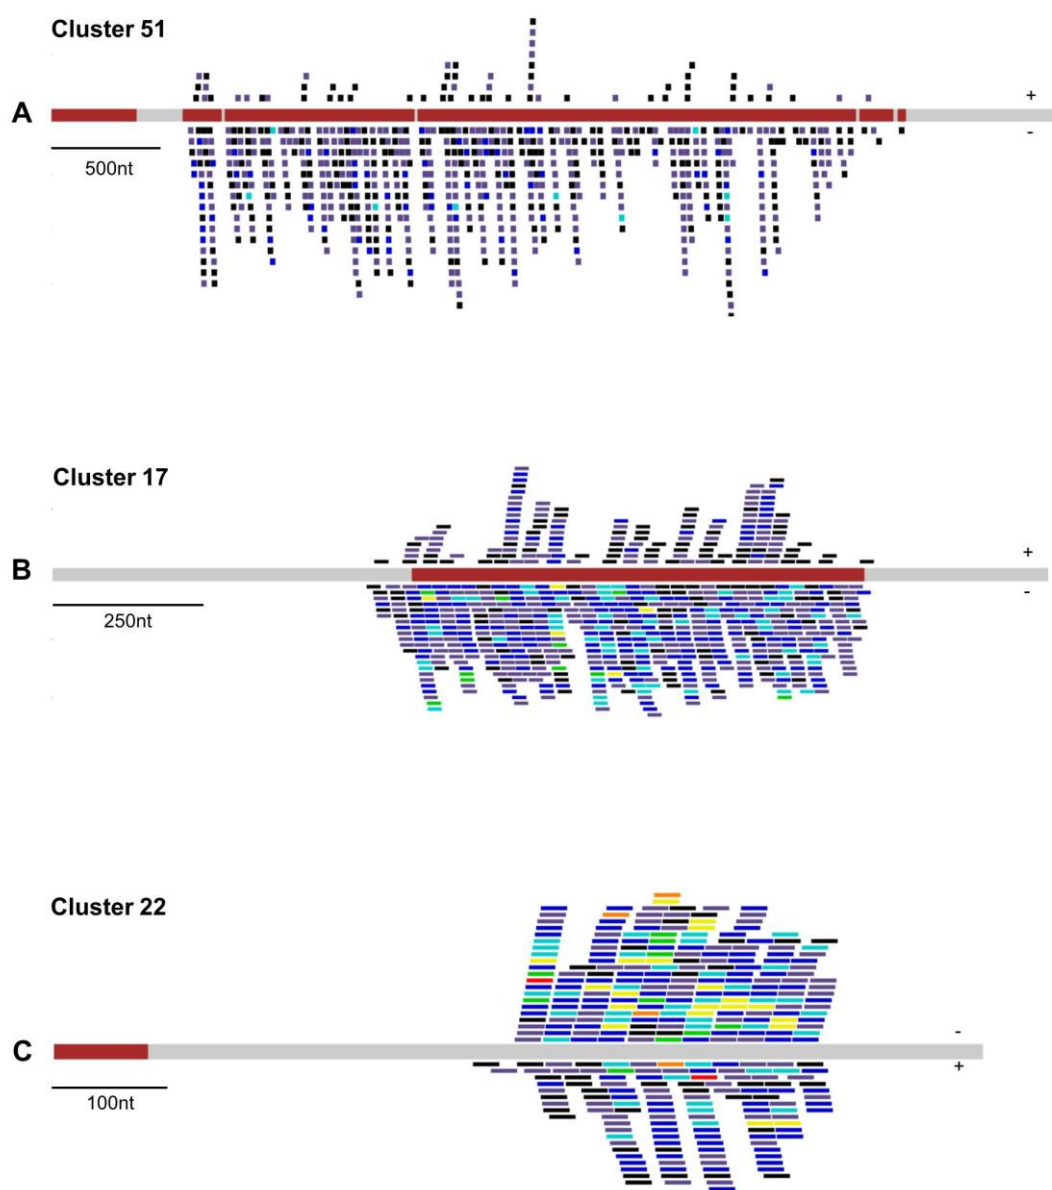 Cluster 51
+
A
-
500nt
Cluster 17
+
B
-
250nt
Cluster 22
-
C
+
100nt